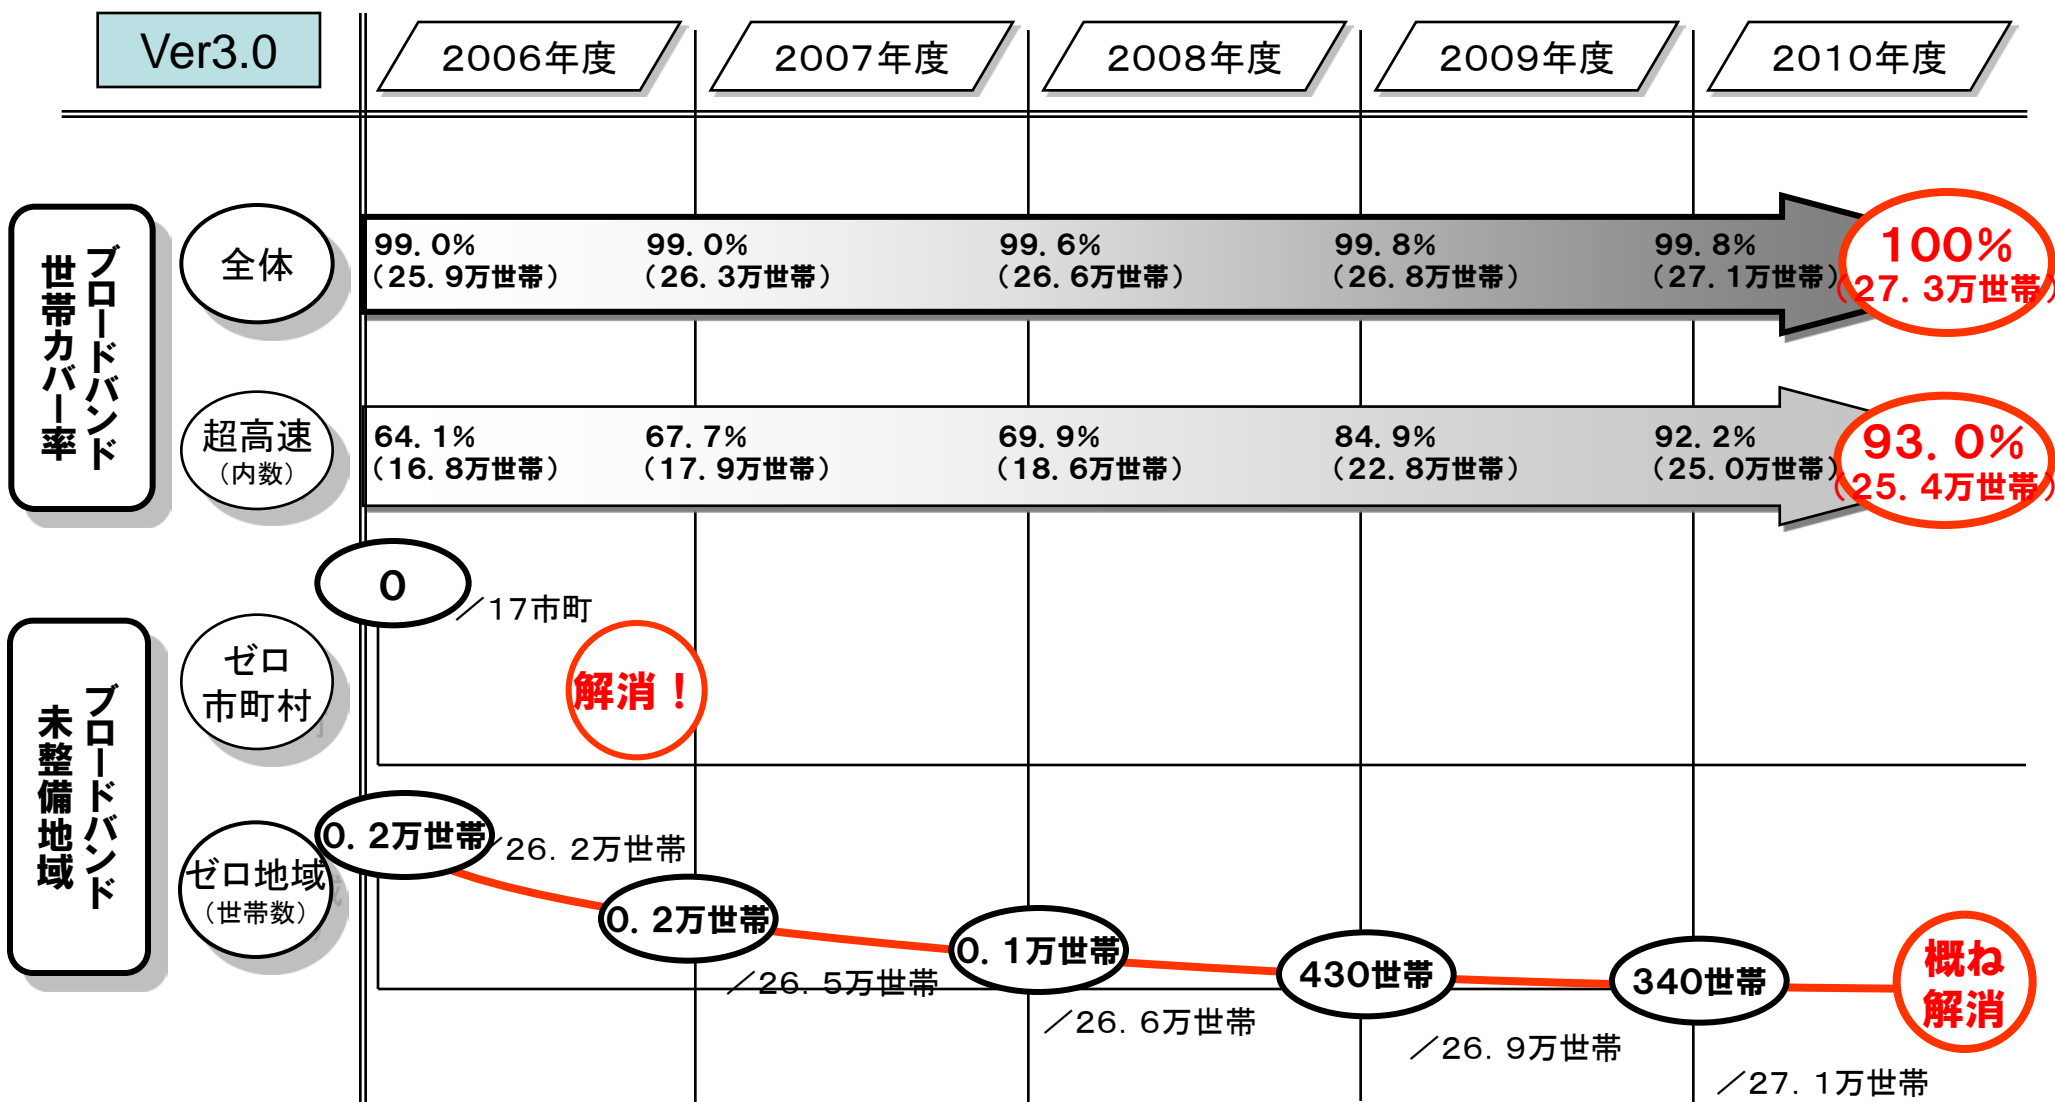 Ver3.0
2006年度
2007年度
2008年度
2009年度
2010年度
ブロードバンド
世帯カバー率
全体
99.0%
（25.9万世帯）
99.0%
（26.3万世帯）
99.6%
（26.6万世帯）
99.8%
（26.8万世帯）
99.8%
（27.1万世帯）
100%
（27.3万世帯）
超高速
（内数）
64.1%
（16.8万世帯）
67.7%
（17.9万世帯）
69.9%
（18.6万世帯）
84.9%
（22.8万世帯）
92.2%
（25.0万世帯）
93.0%
（25.4万世帯）
ブロードバンド
未整備地域
ゼロ
市町村
0
／17市町
解消！
ゼロ地域
（世帯数）
0.2万世帯
／26.2万世帯
0.2万世帯
／26.5万世帯
0.1万世帯
／26.6万世帯
430世帯
／26.9万世帯
340世帯
／27.1万世帯
概ね
解消